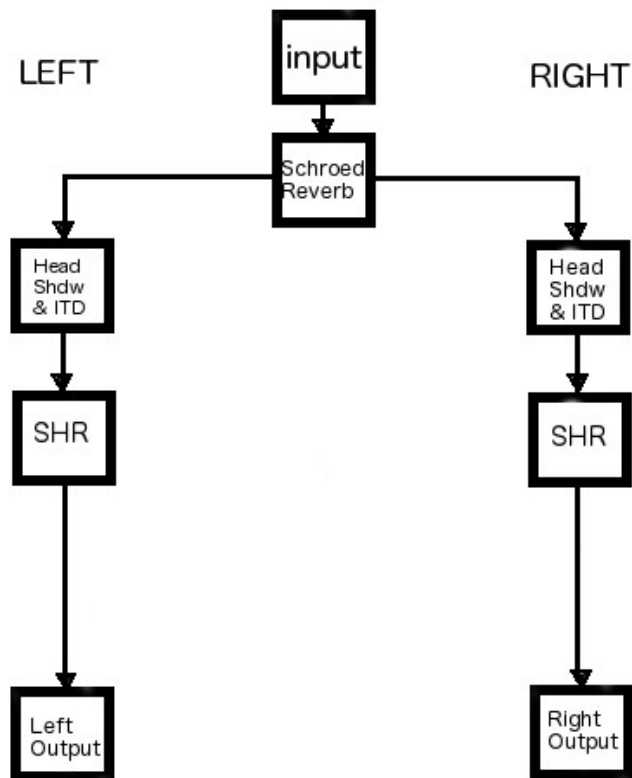 input
LEFT
RIGHT
Schroed
Reverb
Head
Shdw
& ITD
Head
Shdw
& ITD
SHR
SHR
Left
Output
Right
Output